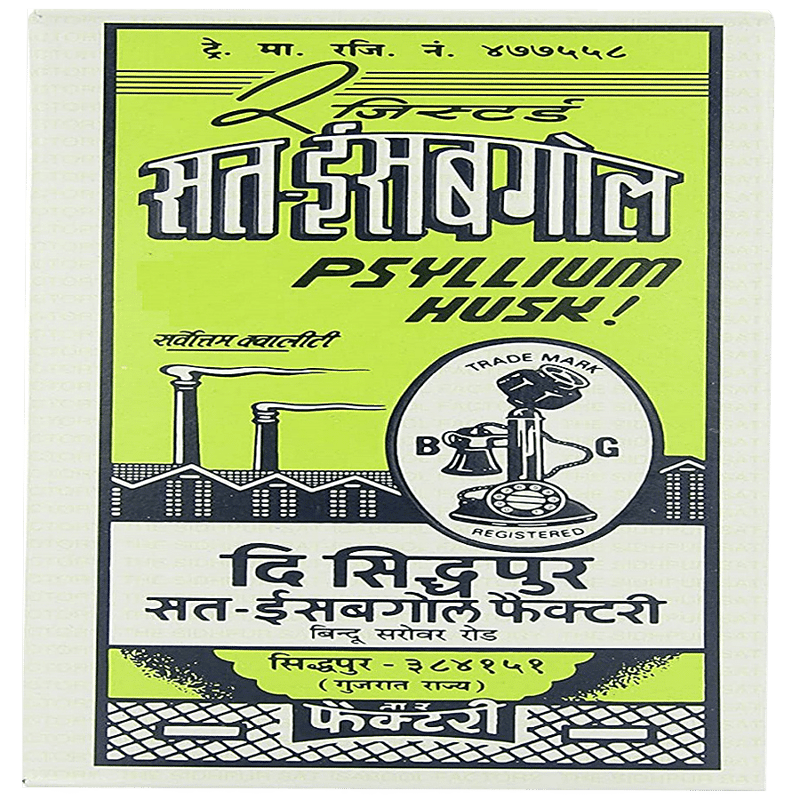 ट्रे. मा. रजि. नं. ४७७५५८
रजिस्टर्ड
सत-ईसबगोल
PSYLLIUM
HUSK!
सर्वोत्तम क्वालीटी
TRADE MARK
B G
REGISTERED
दि सिद्धपुर
सत-ईसबगोल फैक्टरी
बिन्दू सरोवर रोड
सिद्धपुर - ३८४१५१
(गुजरात राज्य)
तार
फैक्टरी